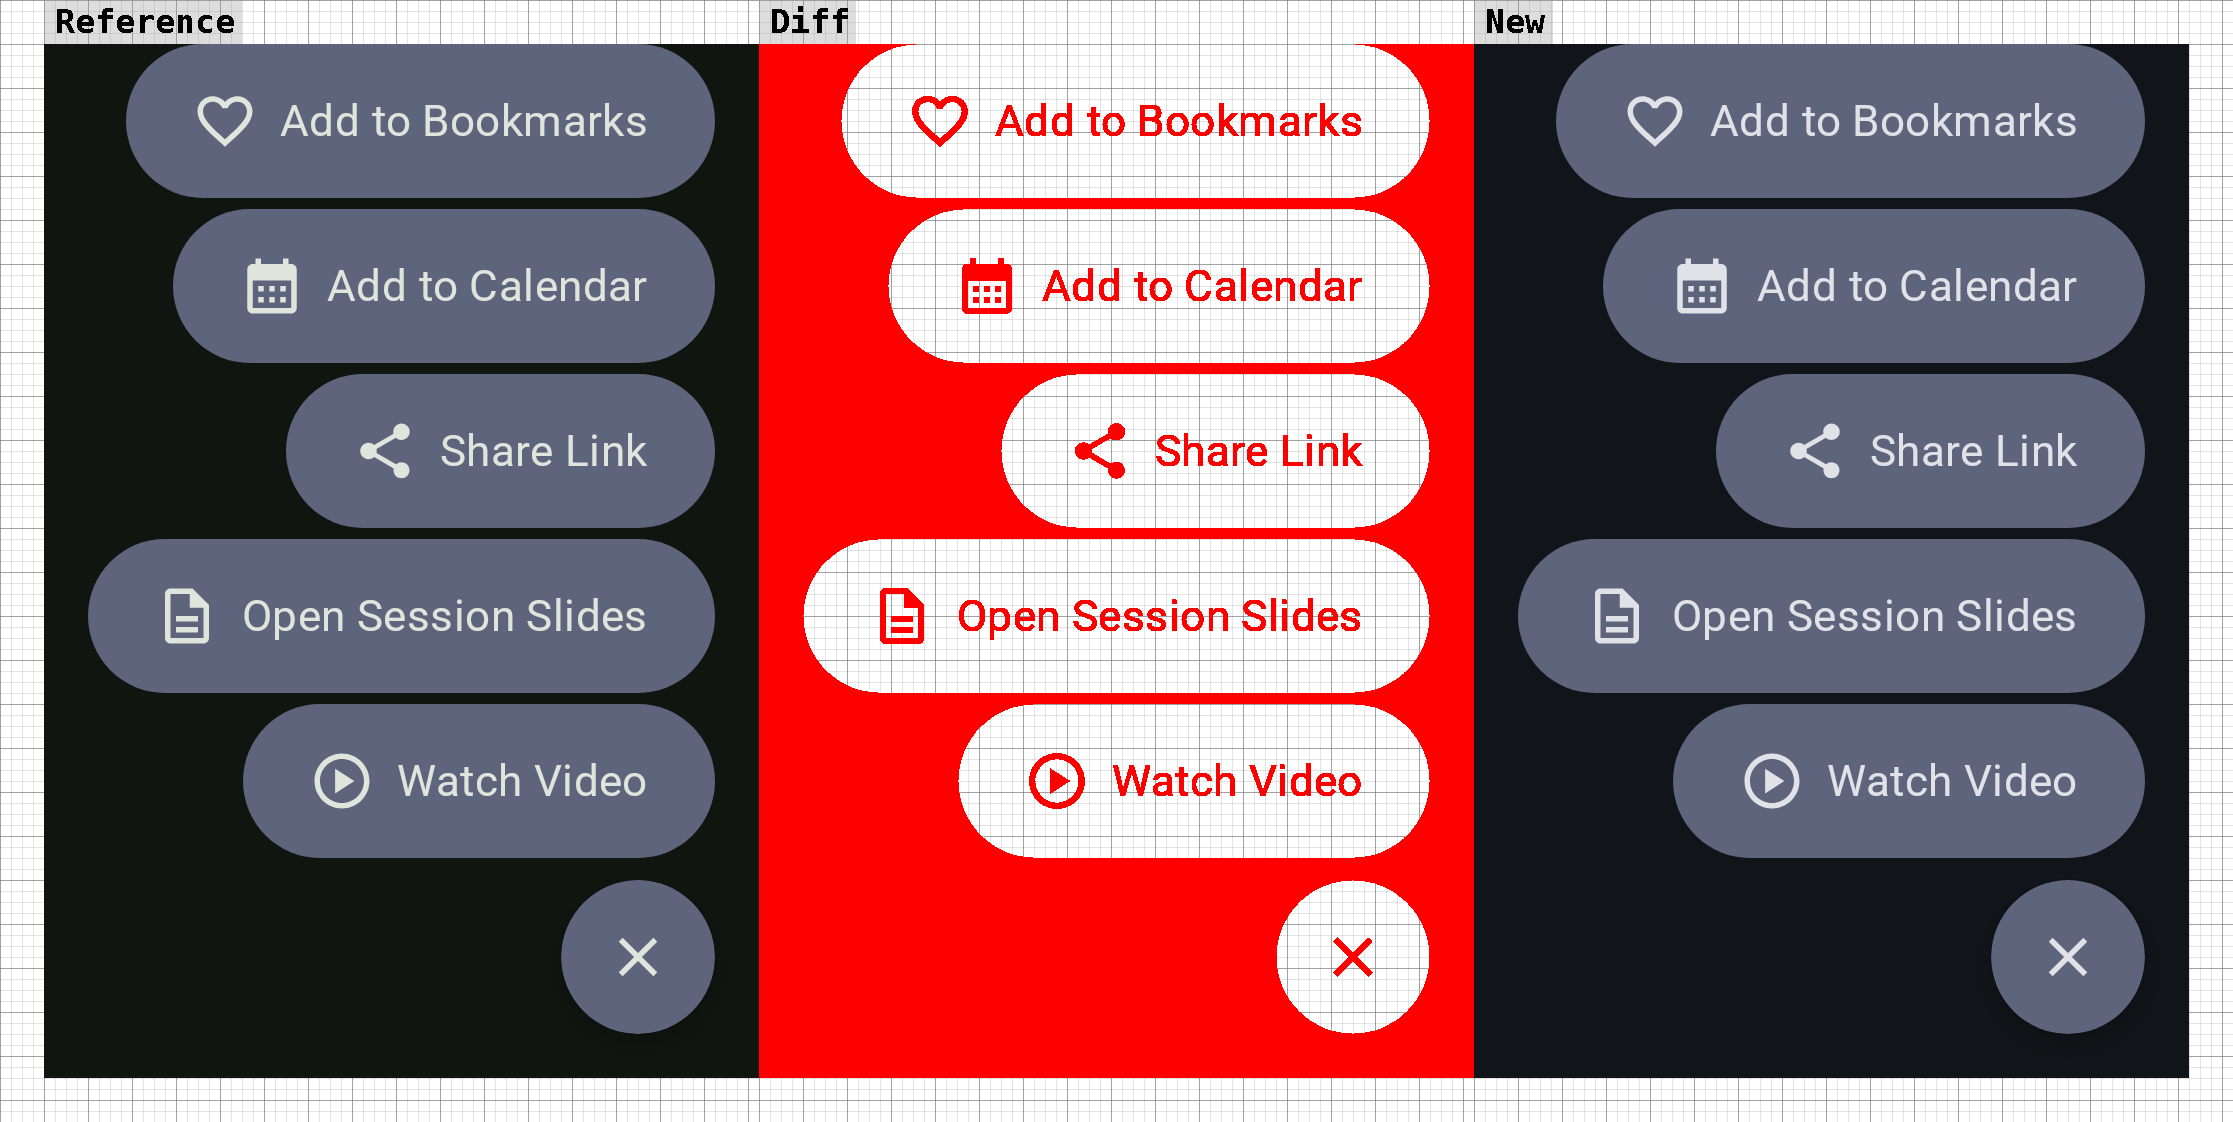 Reference Diff New
Add to Bookmarks Add to Bookmarks Add to Bookmarks
Add to Calendar Add to Calendar Add to Calendar
Share Link Share Link Share Link
Open Session Slides Open Session Slides Open Session Slides
Watch Video Watch Video Watch Video